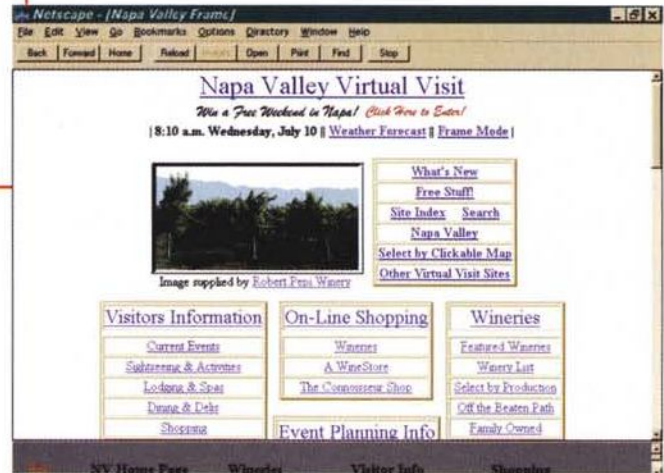 Netscape - [Napa Valley Frame]
File Edit View Go Bookmarks Options Directory Window Help
Back Forward Home Reload Images Open Print Find Stop
Napa Valley Virtual Visit
Win a Free Weekend in Napa! Click Here to Enter!
| 8:10 a.m. Wednesday, July 10 || Weather Forecast || Frame Mode |
What's New
Free Stuff!
Site Index Search
Napa Valley
Select by Clickable Map
Other Virtual Visit Sites
Image supplied by Robert Pepi Winery
Visitors Information
Current Events
Sightseeing & Activities
Lodging & Spas
Dining & Delis
Shopping
On-Line Shopping
Wineries
A WineStore
The Connoisseur Shop
Event Planning Info
Wineries
Featured Wineries
Winery List
Select by Production
Off the Beaten Path
Family Owned
NV Home Page Wineries Visitor Info Shopping